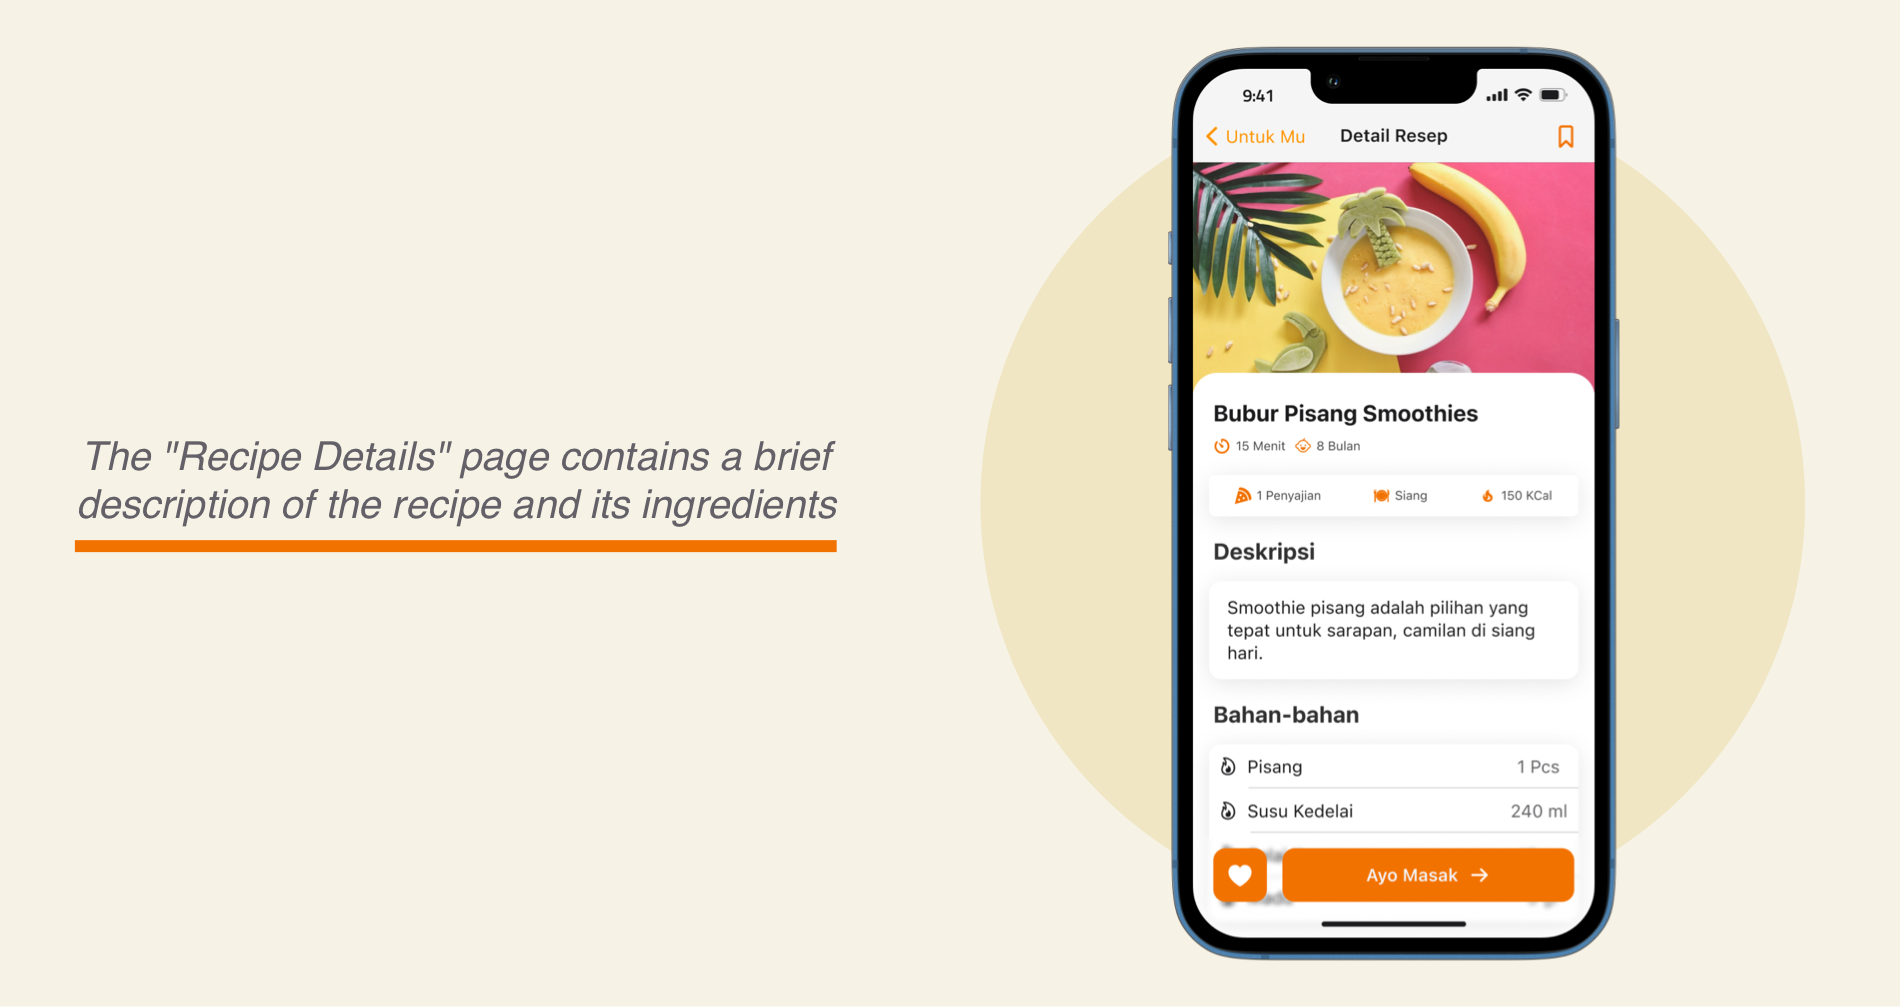 The "Recipe Details" page contains a brief
description of the recipe and its ingredients
9:41
Untuk Mu
Detail Resep
Bubur Pisang Smoothies
15 Menit
8 Bulan
1 Penyajian
Siang
150 KCal
Deskripsi
Smoothie pisang adalah pilihan yang
tepat untuk sarapan, camilan di siang
hari.
Bahan-bahan
Pisang
1 Pcs
Susu Kedelai
240 ml
Ayo Masak